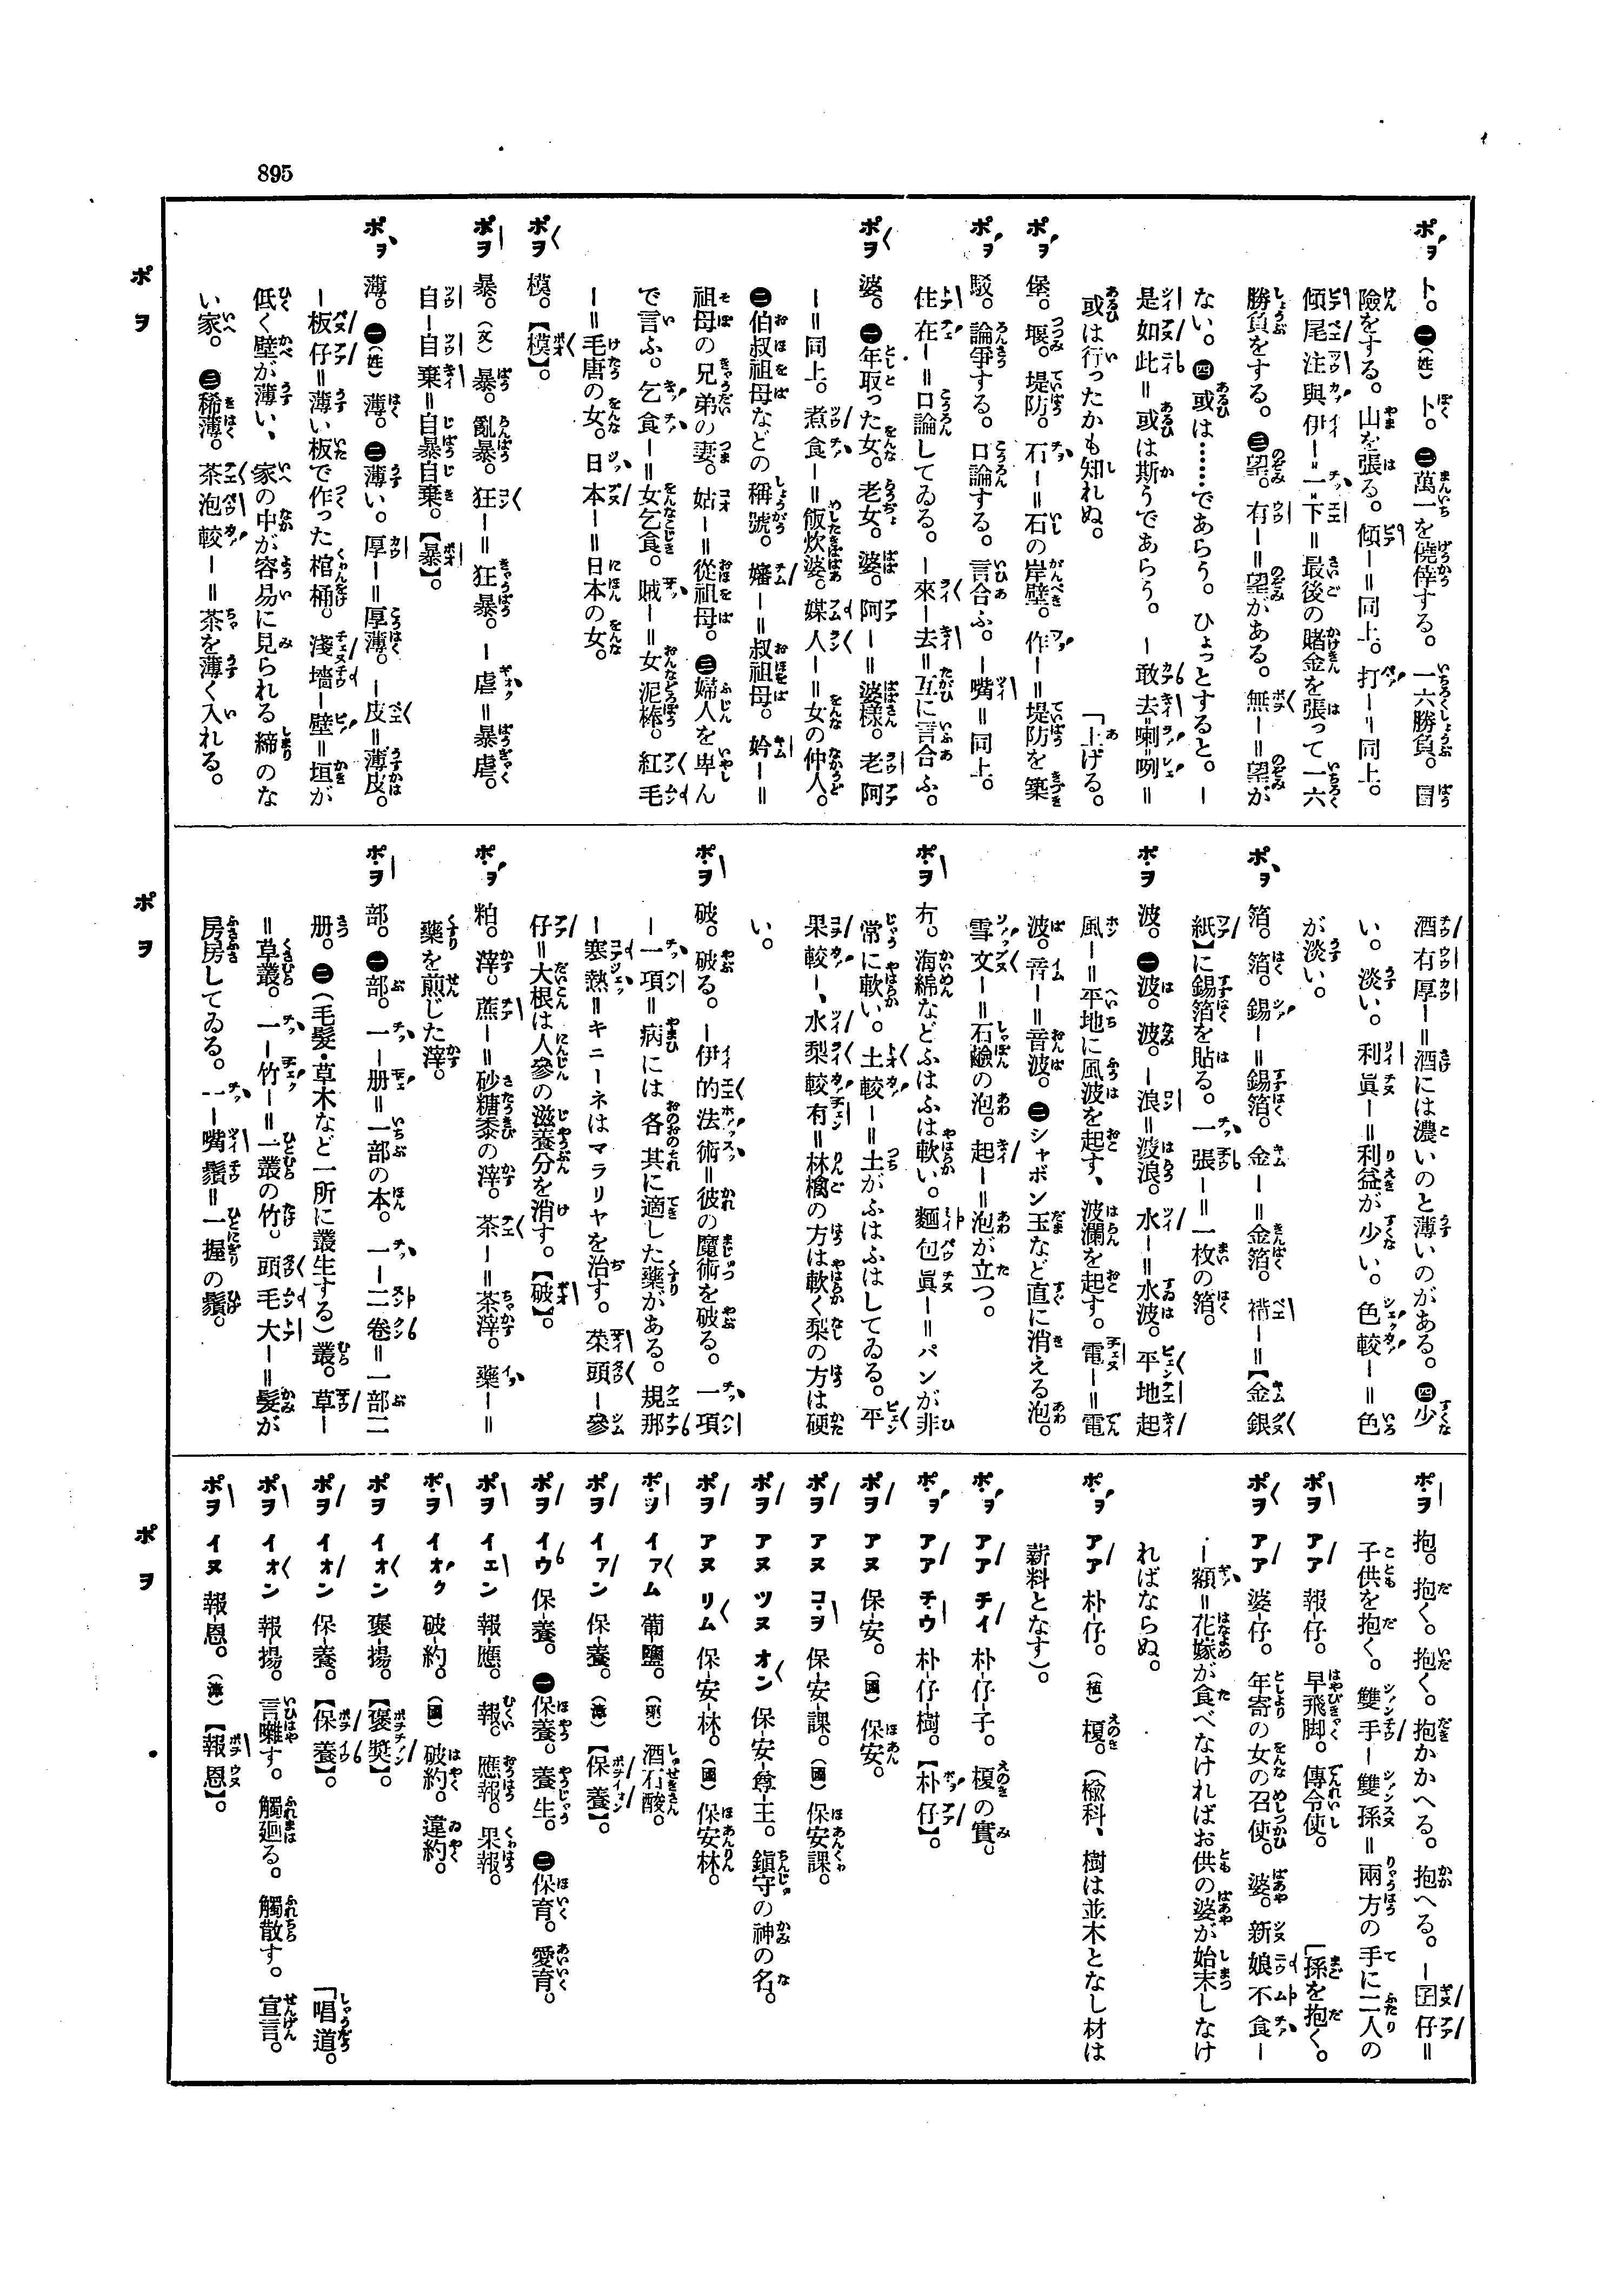 895
ポヲ 卜。㊀(姓)卜。㊁萬一を僥倖する。一六勝負。冒
險をする。山を張る。傾ー=同上。打ー=同上。
傾尾注與伊ー=一下=最後の賭金を張って一六
勝負をする。㊂望。有ー=望がある。無ー=望が
ない。㊃或は……であらう。ひょっとすると。ー
是如此=或は斯うであらう。ー敢去喇咧=
或は行ったかも知れぬ。 「上げる。
ポヲ 堡。堰。堤防。石ー=石の岸壁。作ー=堤防を築
ポヲ 駁。論爭する。口論する。言合ふ。ー嘴=同上。
住在ー=口論してゐる。ー來ー去=互に言合ふ。
ポヲ 婆。㊀年取った女。老女。婆。阿ー=婆樣。老阿
ー=同上。煮食ー=飯炊婆。媒人ー=女の仲人。
㊁伯叔祖母などの稱號。嬸ー=叔祖母。妗ー=
祖母の兄弟の妻。姑ー=從祖母。㊂婦人を卑ん
で言ふ。乞食ー=女乞食。賊ー=女泥棒。紅毛
ー=毛唐の女。日本ー=日本の女。
ポヲ 模。【模】。
ポヲ 暴。(文)暴。亂暴。狂ー=狂暴。ー虐=暴虐。
自ー自棄=自暴自棄。【暴】。
ポヲ 薄。㊀(姓)薄。㊁薄い。厚ー=厚薄。ー皮=薄皮。
ー板仔=薄い板で作った棺桶。淺墻ー壁=垣が
低く壁が薄い、家の中が容易に見られる締のな
い家。㊂稀薄。茶泡較ー=茶を薄く入れる。
酒有厚ー=酒には濃いのと薄いのがある。㊃少
い。淡い。利眞ー=利益が少い。色較ー=色
が淡い。
ポヲ 箔。箔。錫ー=錫箔。金ー=金箔。褙ー=【金銀
紙】に錫箔を貼る。一張ー=一枚の箔。
ポヲ 波。㊀波。波。ー浪=波浪。水ー=水波。平地起
風ー=平地に風波を起す、波瀾を起す。電ー=電
波。音ー=音波。㊁シャボン玉など直に消える泡。
雪文ー=石鹼の泡。起ー=泡が立つ。
ポヲ 冇。海綿などふはふは軟い。麵包眞ー=パンが非
常に軟い。土較ー=土がふはふはしてゐる。平
果較ー、水梨較有=林檎の方は軟く梨の方は硬
い。
ポヲ 破。破る。ー伊的法術=彼の魔術を破る。一項
ー一項=病には各其に適した藥がある。規那
ー寒熱=キニーネはマラリヤを治す。菜頭ー參
仔=大根は人參の滋養分を消す。【破】。
ポヲ 粕。滓。蔗ー=砂糖黍の滓。茶ー=茶滓。藥ー=
藥を煎じた滓。
ポヲ 部。㊀部。一ー册=一部の本。一ー二卷=一部二
册。㊁(毛髮・草木など一所に叢生する)叢。草ー
=草叢。一ー竹ー=一叢の竹。頭毛大ー=髮が
房房してゐる。一ー嘴鬚=一握の鬚。
ポヲ 抱。抱く。抱く。抱かかへる。抱へる。ー囝仔=
子供を抱く。雙手ー雙孫=兩方の手に二人の
ポヲ アア 報-仔。早飛脚。傳令使。 「孫を抱く。
ポヲ アア 婆-仔。年寄の女の召使。婆。新娘不食ー
ー額=花嫁が食べなければお供の婆が始末しなけ
ればならぬ。
ポヲ アア 朴-仔。(植)榎。(楡科、樹は並木となし材は
薪料となす)。
ポヲ アア チイ 朴-仔-子。榎の實。
ポヲ アア チウ 朴-仔-樹。【朴仔】。
ポヲ アヌ 保-安。(國)保安。
ポヲ アヌ コヲ 保-安-課。(國)保安課。
ポヲ アヌ ツヌ オン 保-安-尊-王。鎭守の神の名。
ポヲ アヌ リム 保-安-林。(國)保安林。
ポヲ イアム 葡-鹽。酒石酸。
ポヲ イアン 保-養。(漳)【保養】。
ポヲ イウ 保-養。㊀保養。養生。㊁保育。愛育。
ポヲ イエン 報-應。報。應報。果報。
ポヲ イオク 破-約。(國)破約。違約。
ポヲ イオン 褒-揚。【褒奬】。
ポヲ イオン 保-養。【保養】。 「唱道。
ポヲ イオン 報-揚。言囃す。觸廻る。觸散す。宣言。
ポヲ イヌ 報-恩。(漳)【報恩】。
ポヲ
ポヲ
ポヲ